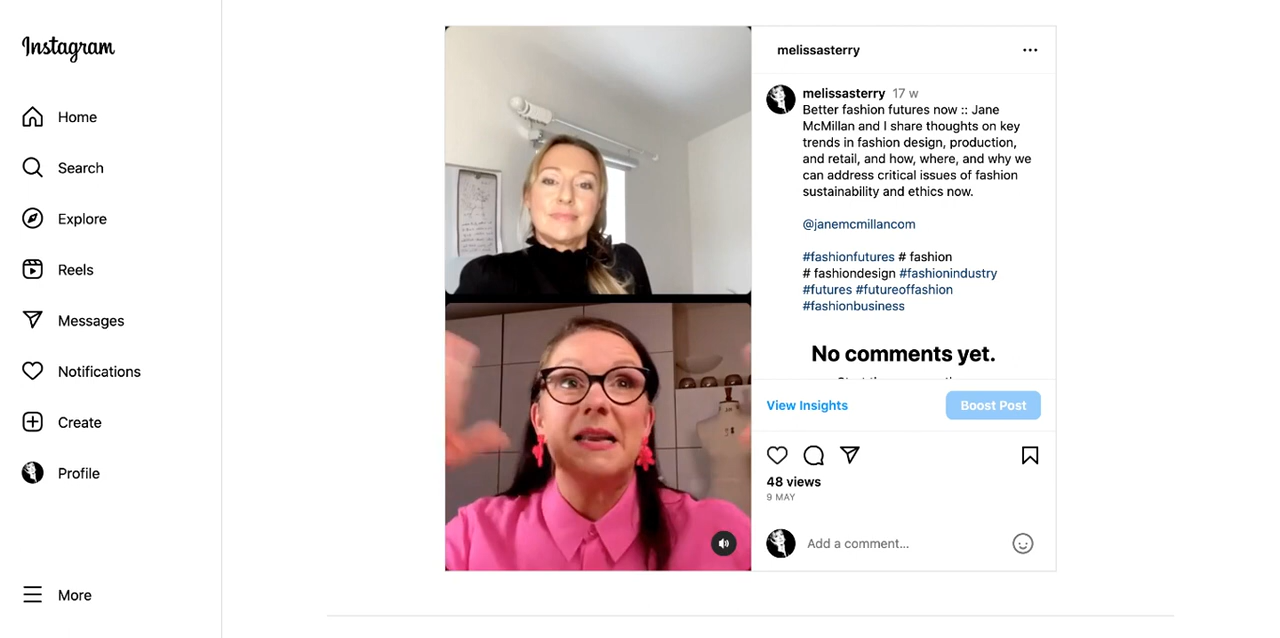 Instagram
Home
Search
Explore
Reels
Messages
Notifications
Create
Profile
More
melissasterry
melissasterry 17 w
Better fashion futures now :: Jane
McMillan and I share thoughts on key
trends in fashion design, production,
and retail, and how, where, and why we
can address critical issues of fashion
sustainability and ethics now.
@janemcmillancom
#fashionfutures # fashion
# fashiondesign #fashionindustry
#futures #futureoffashion
#fashionbusiness
No comments yet.
View Insights
Boost Post
48 views
9 MAY
Add a comment...